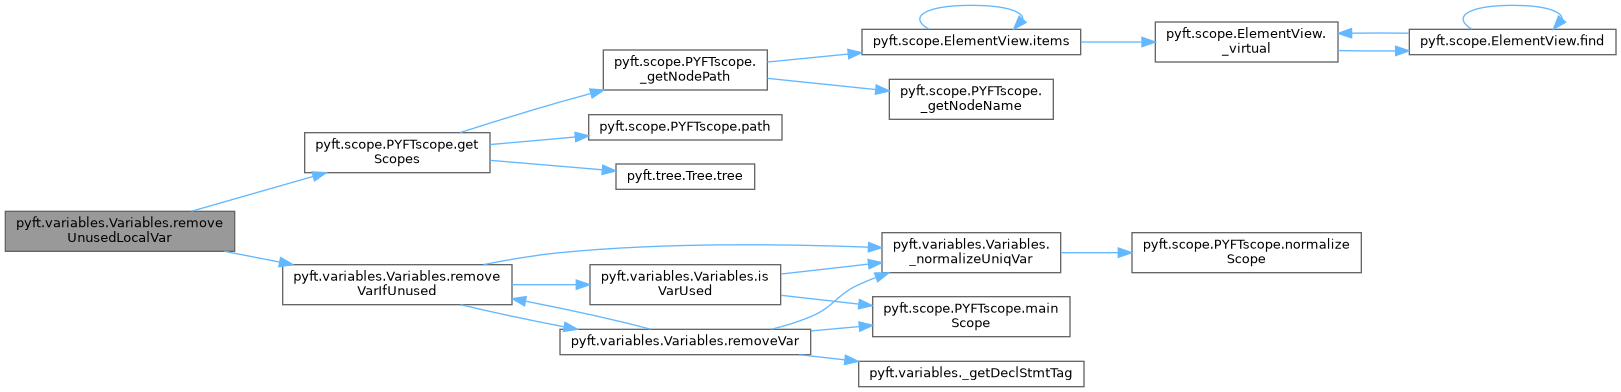 pyft.variables.Variables.remove
UnusedLocalVar
pyft.scope.PYFTscope.get
Scopes
pyft.scope.PYFTscope.
_getNodePath
pyft.scope.ElementView.items
pyft.scope.ElementView.
_virtual
pyft.scope.ElementView.find
pyft.scope.PYFTscope.
_getNodeName
pyft.scope.PYFTscope.path
pyft.tree.Tree.tree
pyft.variables.Variables.remove
VarIfUnused
pyft.variables.Variables.is
VarUsed
pyft.variables.Variables.
_normalizeUniqVar
pyft.scope.PYFTscope.normalize
Scope
pyft.scope.PYFTscope.main
Scope
pyft.variables.Variables.removeVar
pyft.variables._getDeclStmtTag